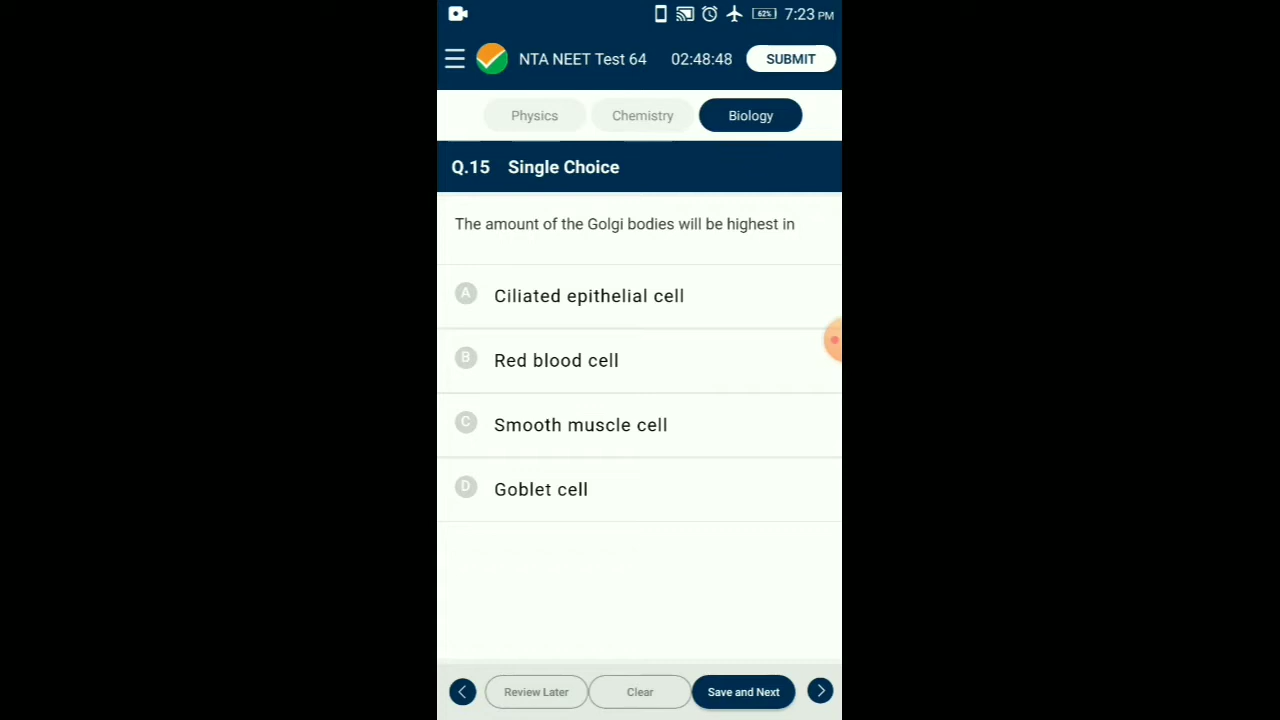 62% 7:23 PM
NTA NEET Test 64 02:48:48 SUBMIT
Physics Chemistry Biology
Q.15 Single Choice
The amount of the Golgi bodies will be highest in
A Ciliated epithelial cell
B Red blood cell
C Smooth muscle cell
D Goblet cell
Review Later Clear Save and Next